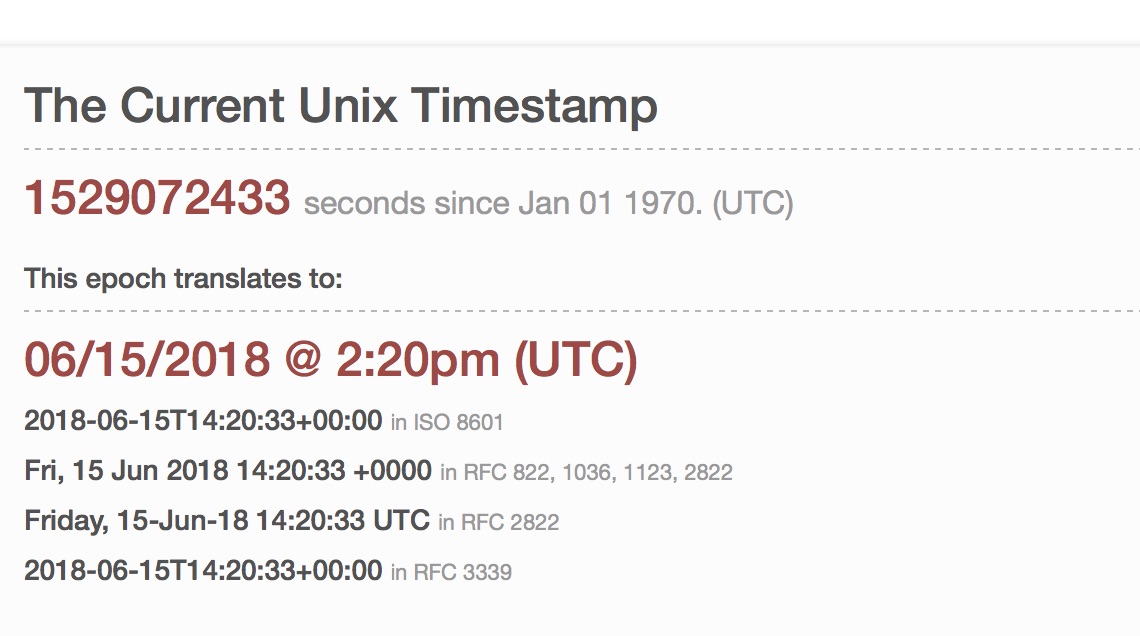 The Current Unix Timestamp
1529072433 seconds since Jan 01 1970. (UTC)
This epoch translates to:
06/15/2018 @ 2:20pm (UTC)
2018-06-15T14:20:33+00:00 in ISO 8601
Fri, 15 Jun 2018 14:20:33 +0000 in RFC 822, 1036, 1123, 2822
Friday, 15-Jun-18 14:20:33 UTC in RFC 2822
2018-06-15T14:20:33+00:00 in RFC 3339